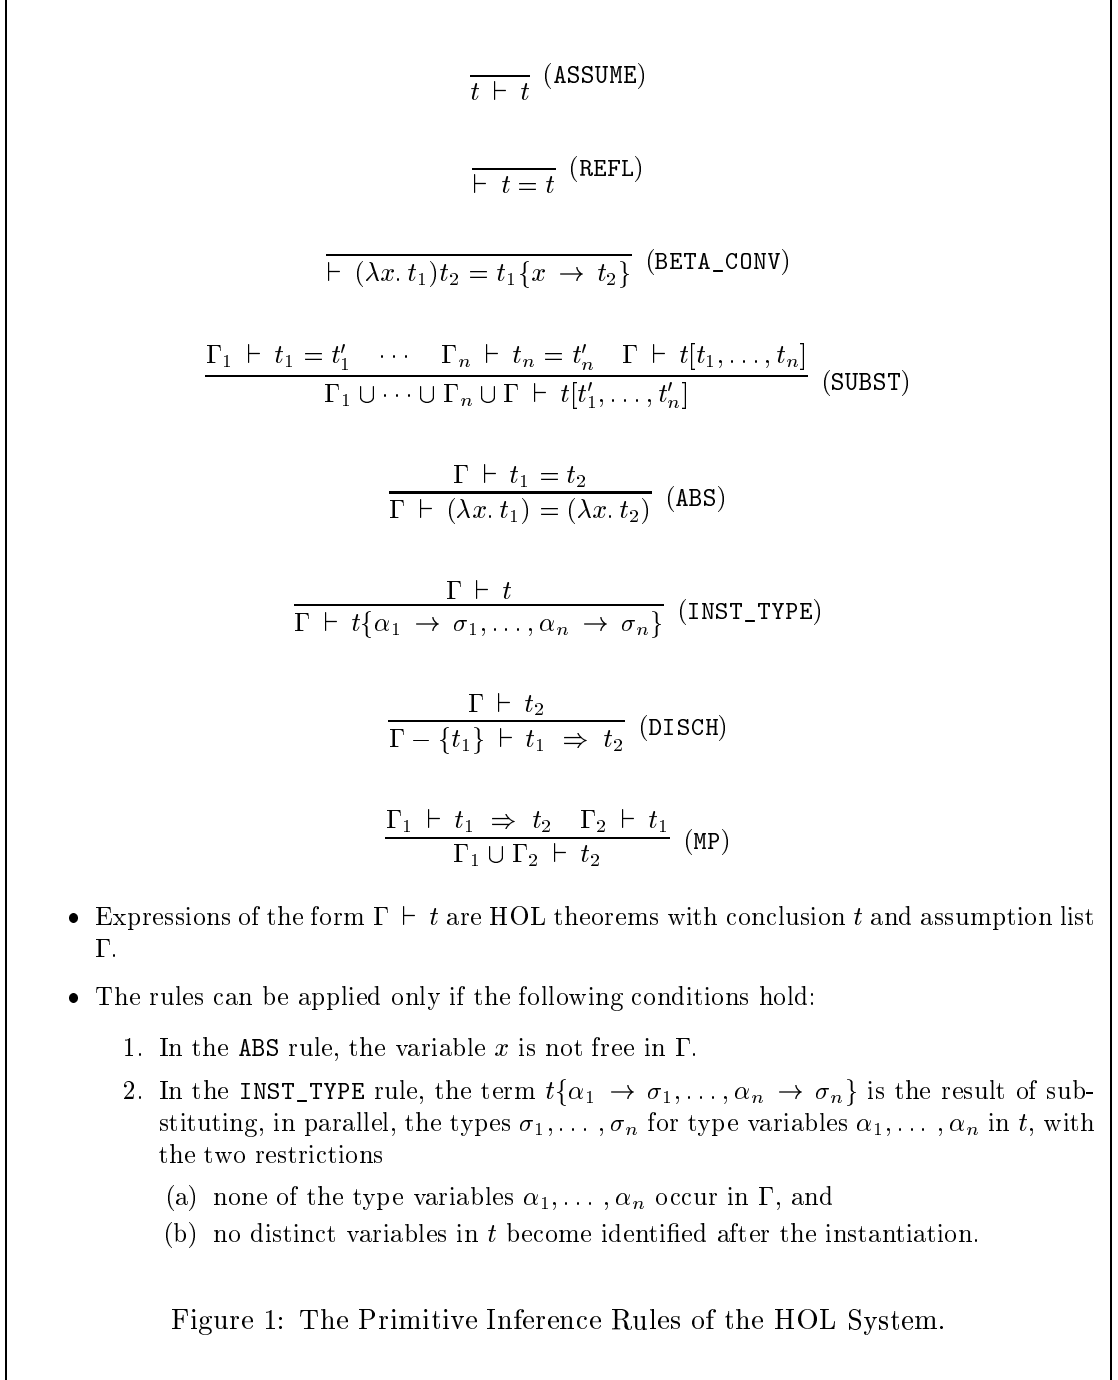 t ⊢ t (ASSUME)
⊢ t = t (REFL)
⊢ (λx. t₁)t₂ = t₁{x → t₂} (BETA_CONV)
Γ₁ ⊢ t₁ = t′₁ ⋯ Γₙ ⊢ tₙ = t′ₙ Γ ⊢ t[t₁, . . . , tₙ]
Γ₁ ∪ ⋯ ∪ Γₙ ∪ Γ ⊢ t[t′₁, . . . , t′ₙ] (SUBST)
Γ ⊢ t₁ = t₂
Γ ⊢ (λx. t₁) = (λx. t₂) (ABS)
Γ ⊢ t
Γ ⊢ t{α₁ → σ₁, . . . , αₙ → σₙ} (INST_TYPE)
Γ ⊢ t₂
Γ − {t₁} ⊢ t₁ ⇒ t₂ (DISCH)
Γ₁ ⊢ t₁ ⇒ t₂ Γ₂ ⊢ t₁
Γ₁ ∪ Γ₂ ⊢ t₂ (MP)
• Expressions of the form Γ ⊢ t are HOL theorems with conclusion t and assumption list
Γ.
• The rules can be applied only if the following conditions hold:
1. In the ABS rule, the variable x is not free in Γ.
2. In the INST_TYPE rule, the term t{α₁ → σ₁, . . . , αₙ → σₙ} is the result of sub-
stituting, in parallel, the types σ₁, . . . , σₙ for type variables α₁, . . . , αₙ in t, with
the two restrictions
(a) none of the type variables α₁, . . . , αₙ occur in Γ, and
(b) no distinct variables in t become identified after the instantiation.
Figure 1: The Primitive Inference Rules of the HOL System.